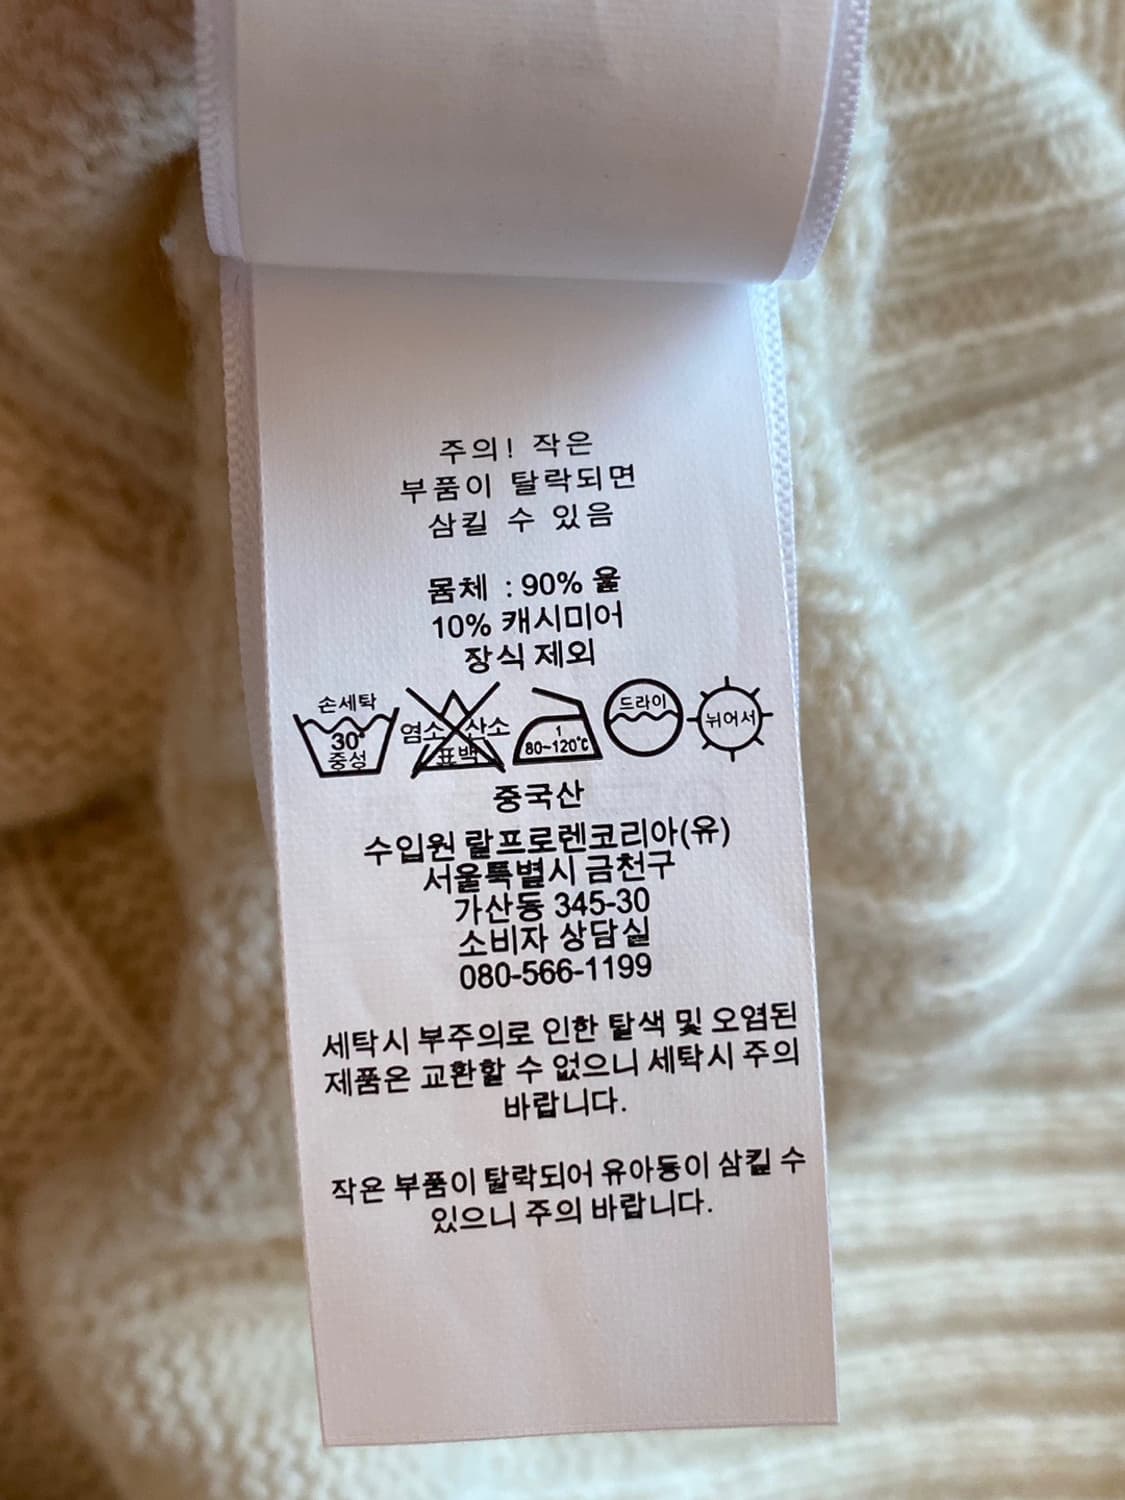 주의! 작은
부품이 탈락되면
삼킬 수 있음
몸체 : 90% 울
10% 캐시미어
장식 제외
손세탁
30°
중성
염소 산소
표백
1
80~120℃
드라이
뉘어서
중국산
수입원 랄프로렌코리아(유)
서울특별시 금천구
가산동 345-30
소비자 상담실
080-566-1199
세탁시 부주의로 인한 탈색 및 오염된
제품은 교환할 수 없으니 세탁시 주의
바랍니다.
작은 부품이 탈락되어 유아등이 삼킬 수
있으니 주의 바랍니다.